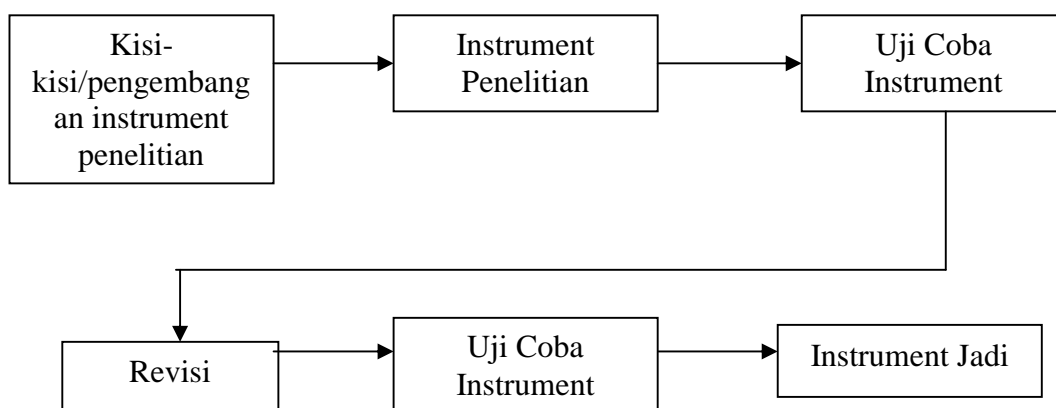 Kisi-
kisi/pengembang
an instrument
penelitian
Instrument
Penelitian
Uji Coba
Instrument
Revisi
Uji Coba
Instrument
Instrument Jadi